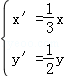 { x′ = 1/3 x
y′ = 1/2 y